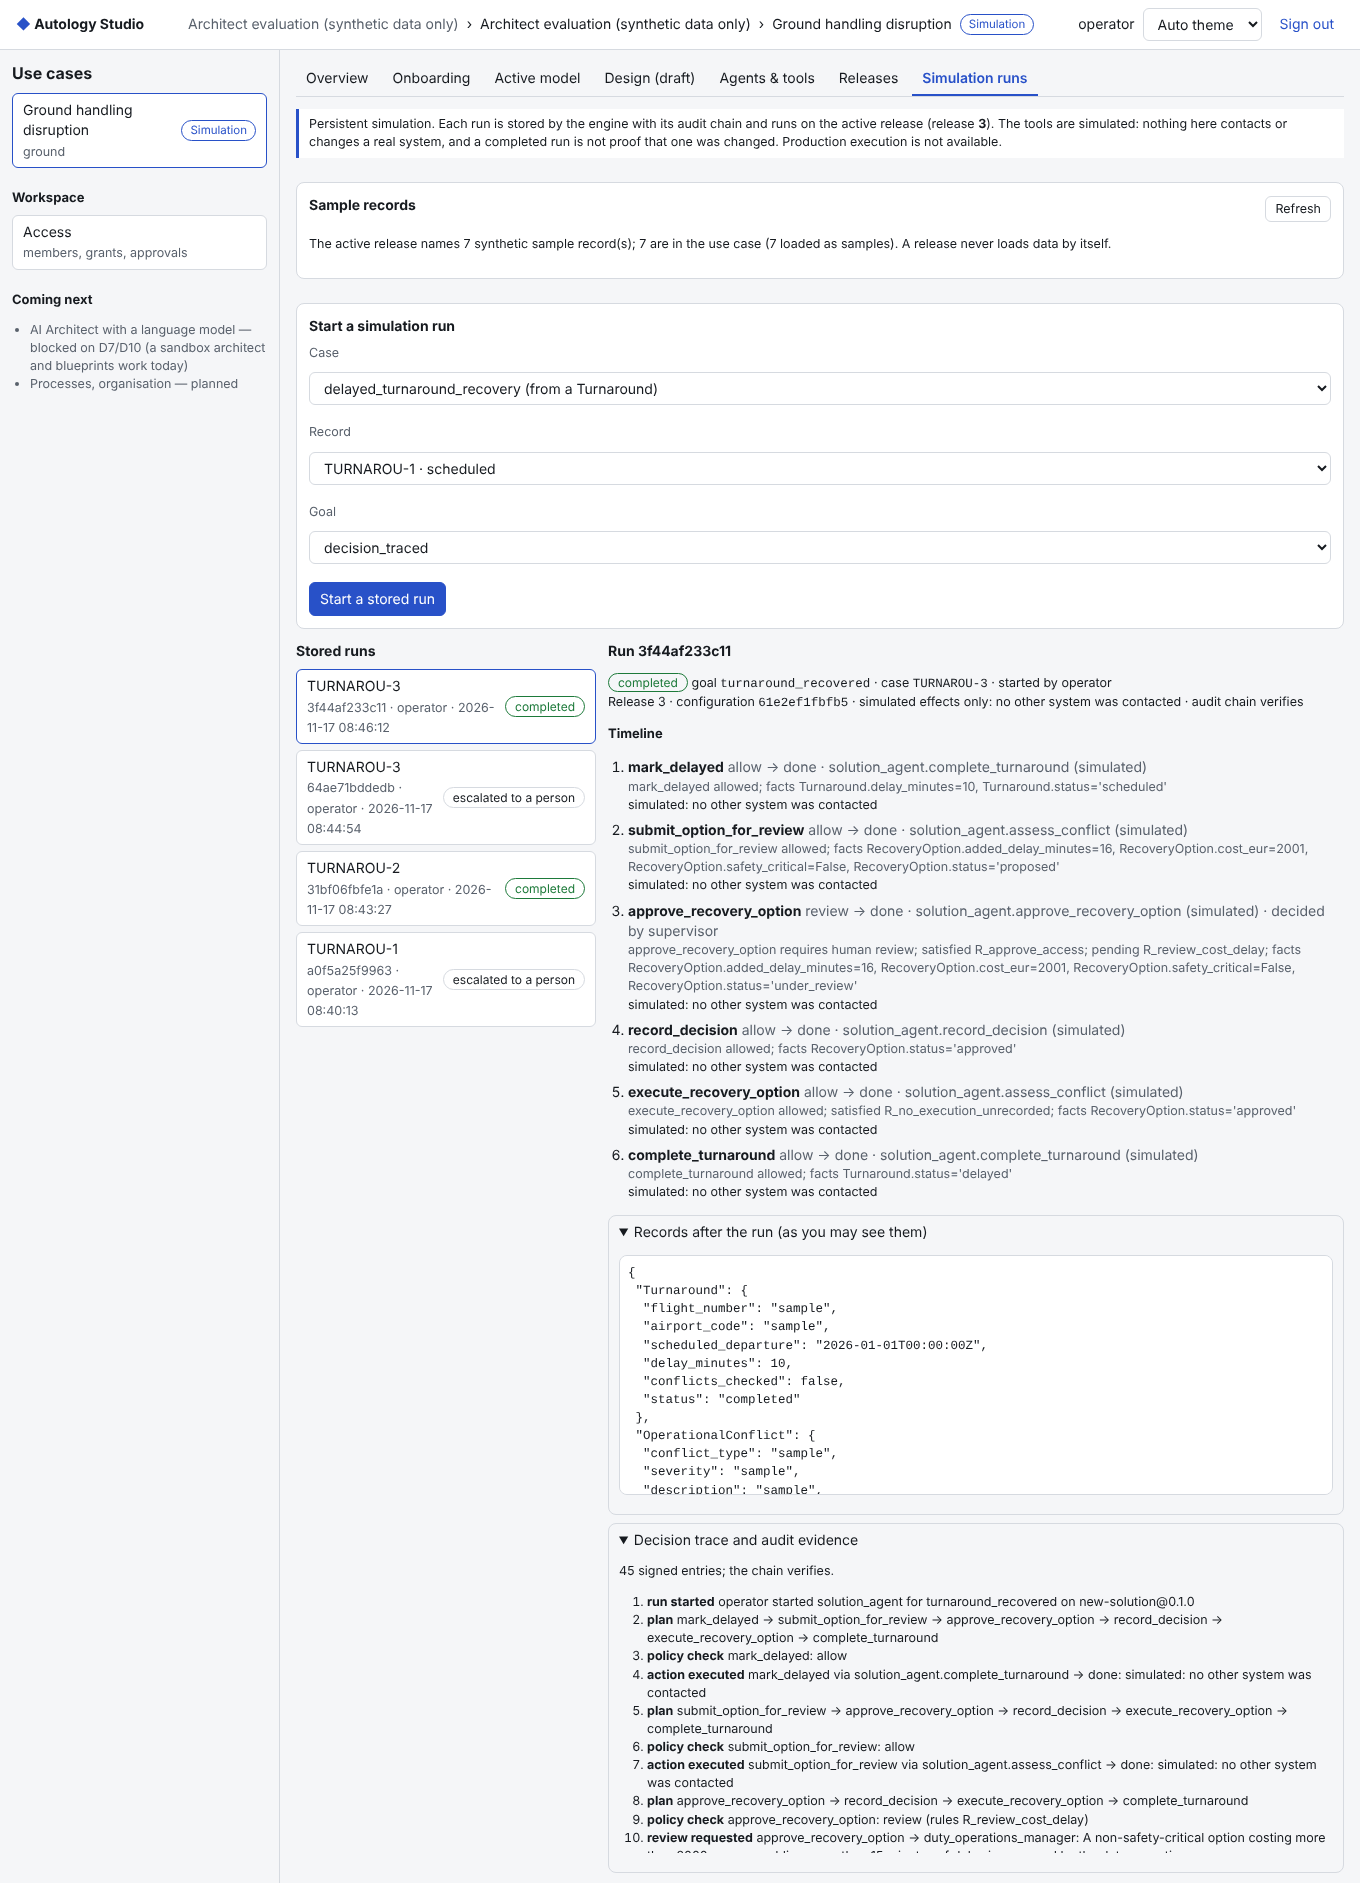 Autology Studio
Architect evaluation (synthetic data only) › Architect evaluation (synthetic data only) › Ground handling disruption Simulation
operator Auto theme Sign out
Use cases
Ground handling
disruption
Simulation
ground
Workspace
Access
members, grants, approvals
Coming next
• AI Architect with a language model —
blocked on D7/D10 (a sandbox architect
and blueprints work today)
• Processes, organisation — planned
Overview Onboarding Active model Design (draft) Agents & tools Releases Simulation runs
Persistent simulation. Each run is stored by the engine with its audit chain and runs on the active release (release 3). The tools are simulated: nothing here contacts or
changes a real system, and a completed run is not proof that one was changed. Production execution is not available.
Sample records
Refresh
The active release names 7 synthetic sample record(s); 7 are in the use case (7 loaded as samples). A release never loads data by itself.
Start a simulation run
Case
delayed_turnaround_recovery (from a Turnaround)
Record
TURNAROU-1 · scheduled
Goal
decision_traced
Start a stored run
Stored runs
TURNAROU-3
3f44af233c11 · operator · 2026-
11-17 08:46:12
completed
TURNAROU-3
64ae71bddedb ·
operator · 2026-11-17
08:44:54
escalated to a person
TURNAROU-2
31bf06fbfe1a · operator · 2026-
11-17 08:43:27
completed
TURNAROU-1
a0f5a25f9963 ·
operator · 2026-11-17
08:40:13
escalated to a person
Run 3f44af233c11
completed goal turnaround_recovered · case TURNAROU-3 · started by operator
Release 3 · configuration 61e2ef1fbfb5 · simulated effects only: no other system was contacted · audit chain verifies
Timeline
1. mark_delayed allow → done · solution_agent.complete_turnaround (simulated)
mark_delayed allowed; facts Turnaround.delay_minutes=10, Turnaround.status='scheduled'
simulated: no other system was contacted
2. submit_option_for_review allow → done · solution_agent.assess_conflict (simulated)
submit_option_for_review allowed; facts RecoveryOption.added_delay_minutes=16, RecoveryOption.cost_eur=2001,
RecoveryOption.safety_critical=False, RecoveryOption.status='proposed'
simulated: no other system was contacted
3. approve_recovery_option review → done · solution_agent.approve_recovery_option (simulated) · decided
by supervisor
approve_recovery_option requires human review; satisfied R_approve_access; pending R_review_cost_delay; facts
RecoveryOption.added_delay_minutes=16, RecoveryOption.cost_eur=2001, RecoveryOption.safety_critical=False,
RecoveryOption.status='under_review'
simulated: no other system was contacted
4. record_decision allow → done · solution_agent.record_decision (simulated)
record_decision allowed; facts RecoveryOption.status='approved'
simulated: no other system was contacted
5. execute_recovery_option allow → done · solution_agent.assess_conflict (simulated)
execute_recovery_option allowed; satisfied R_no_execution_unrecorded; facts RecoveryOption.status='approved'
simulated: no other system was contacted
6. complete_turnaround allow → done · solution_agent.complete_turnaround (simulated)
complete_turnaround allowed; facts Turnaround.status='delayed'
simulated: no other system was contacted
▼ Records after the run (as you may see them)
{
"Turnaround": {
"flight_number": "sample",
"airport_code": "sample",
"scheduled_departure": "2026-01-01T00:00:00Z",
"delay_minutes": 10,
"conflicts_checked": false,
"status": "completed"
},
"OperationalConflict": {
"conflict_type": "sample",
"severity": "sample",
"description": "sample",
▼ Decision trace and audit evidence
45 signed entries; the chain verifies.
1. run started operator started solution_agent for turnaround_recovered on new-solution@0.1.0
2. plan mark_delayed → submit_option_for_review → approve_recovery_option → record_decision →
execute_recovery_option → complete_turnaround
3. policy check mark_delayed: allow
4. action executed mark_delayed via solution_agent.complete_turnaround → done: simulated: no other system was
contacted
5. plan submit_option_for_review → approve_recovery_option → record_decision → execute_recovery_option →
complete_turnaround
6. policy check submit_option_for_review: allow
7. action executed submit_option_for_review via solution_agent.assess_conflict → done: simulated: no other system
was contacted
8. plan approve_recovery_option → record_decision → execute_recovery_option → complete_turnaround
9. policy check approve_recovery_option: review (rules R_review_cost_delay)
10. review requested approve_recovery_option → duty_operations_manager: A non-safety-critical option costing more